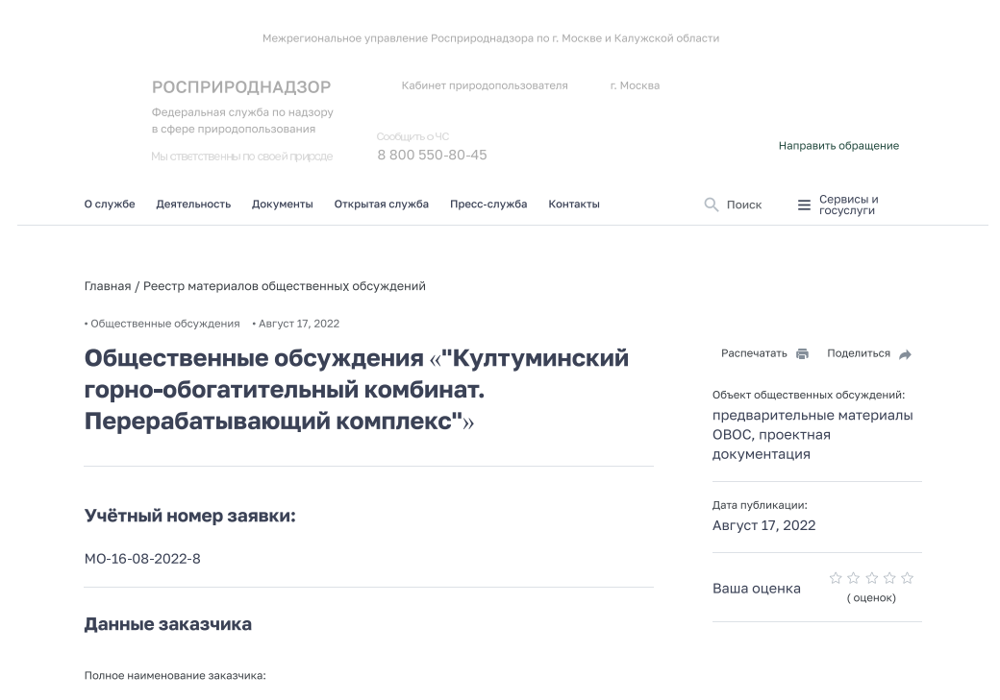 Межрегиональное управление Росприроднадзора по г. Москве и Калужской области
РОСПРИРОДНАДЗОР
Федеральная служба по надзору
в сфере природопользования
Мы ответственны по своей природе
Кабинет природопользователя
г. Москва
Сообщить о ЧС
8 800 550-80-45
Направить обращение
О службе Деятельность Документы Открытая служба Пресс-служба Контакты
Поиск
Сервисы и
госуслуги
Главная / Реестр материалов общественных обсуждений
• Общественные обсуждения • Август 17, 2022
Общественные обсуждения «"Култуминский
горно-обогатительный комбинат.
Перерабатывающий комплекс"»
Учётный номер заявки:
МО-16-08-2022-8
Данные заказчика
Полное наименование заказчика:
Распечатать Поделиться
Объект общественных обсуждений:
предварительные материалы
ОВОС, проектная
документация
Дата публикации:
Август 17, 2022
Ваша оценка
( оценок)